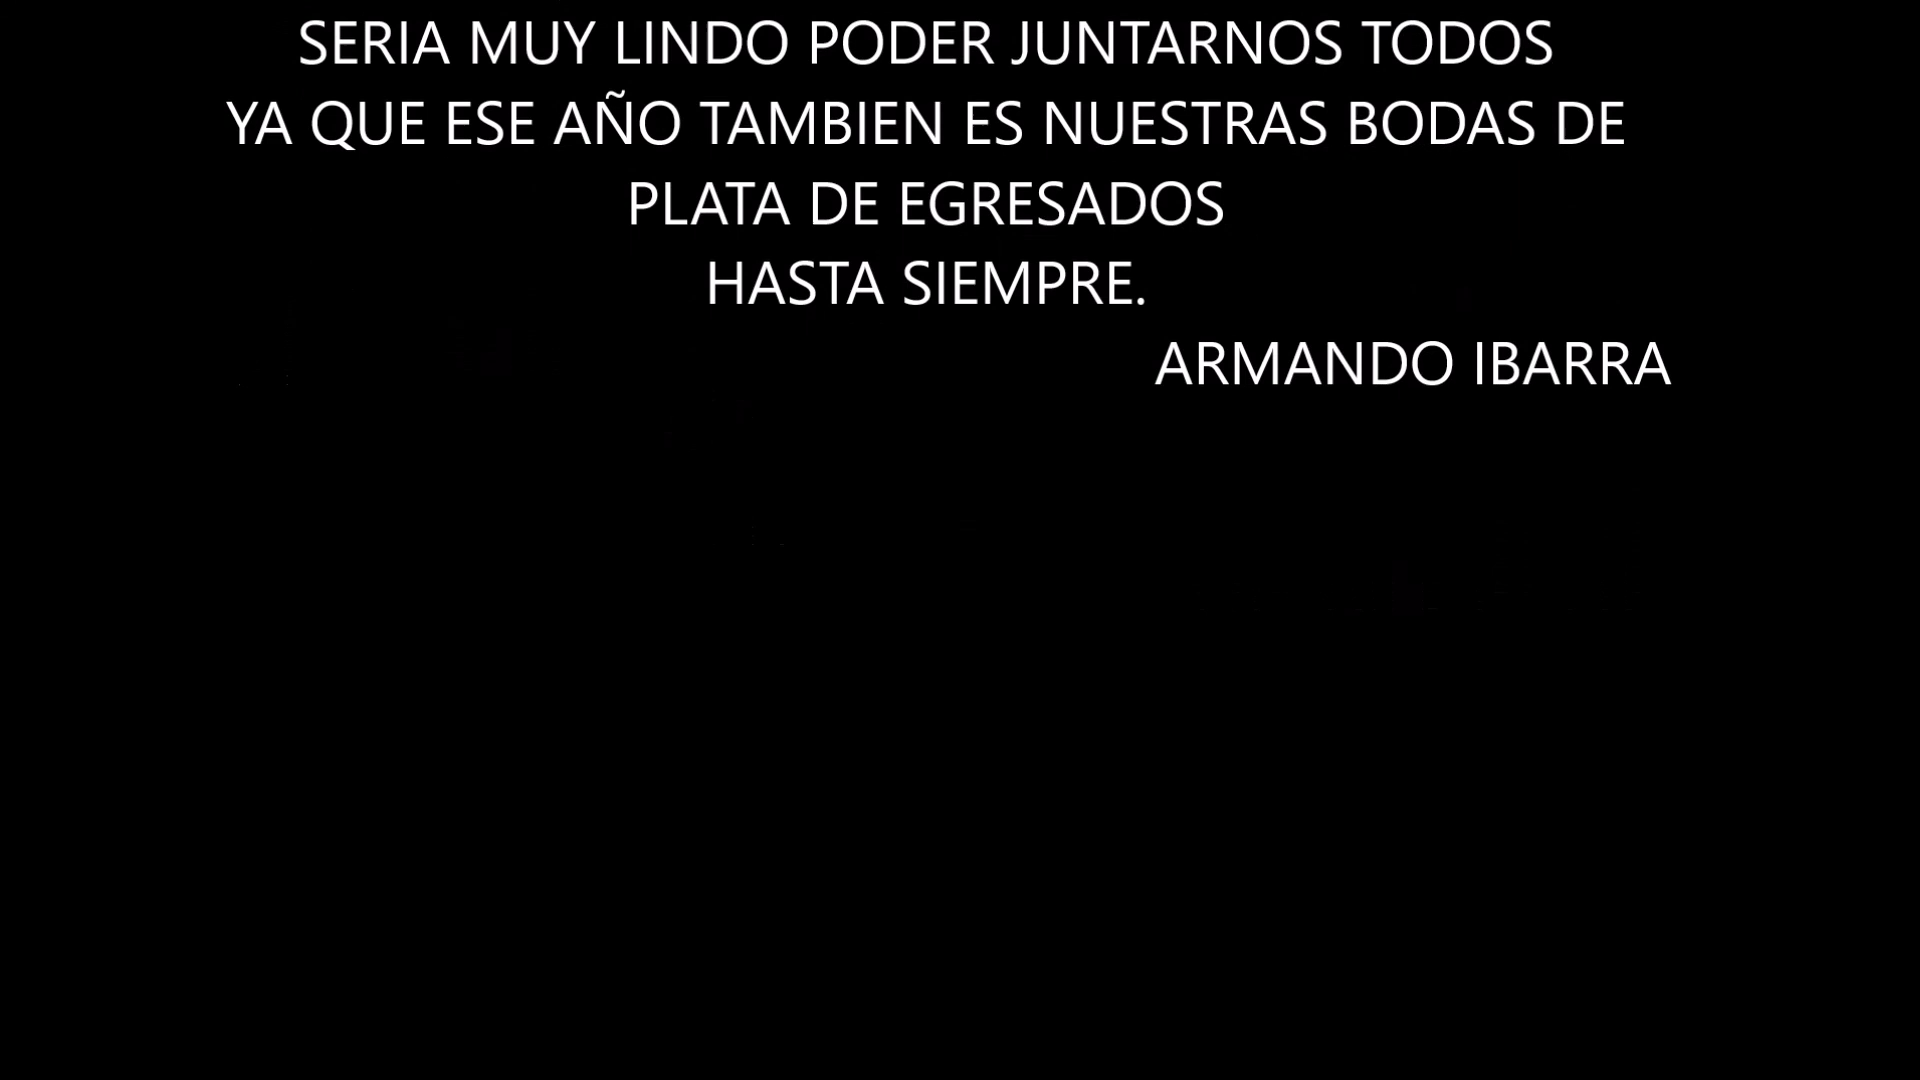 SERIA MUY LINDO PODER JUNTARNOS TODOS
YA QUE ESE AÑO TAMBIEN ES NUESTRAS BODAS DE
PLATA DE EGRESADOS
HASTA SIEMPRE.
ARMANDO IBARRA